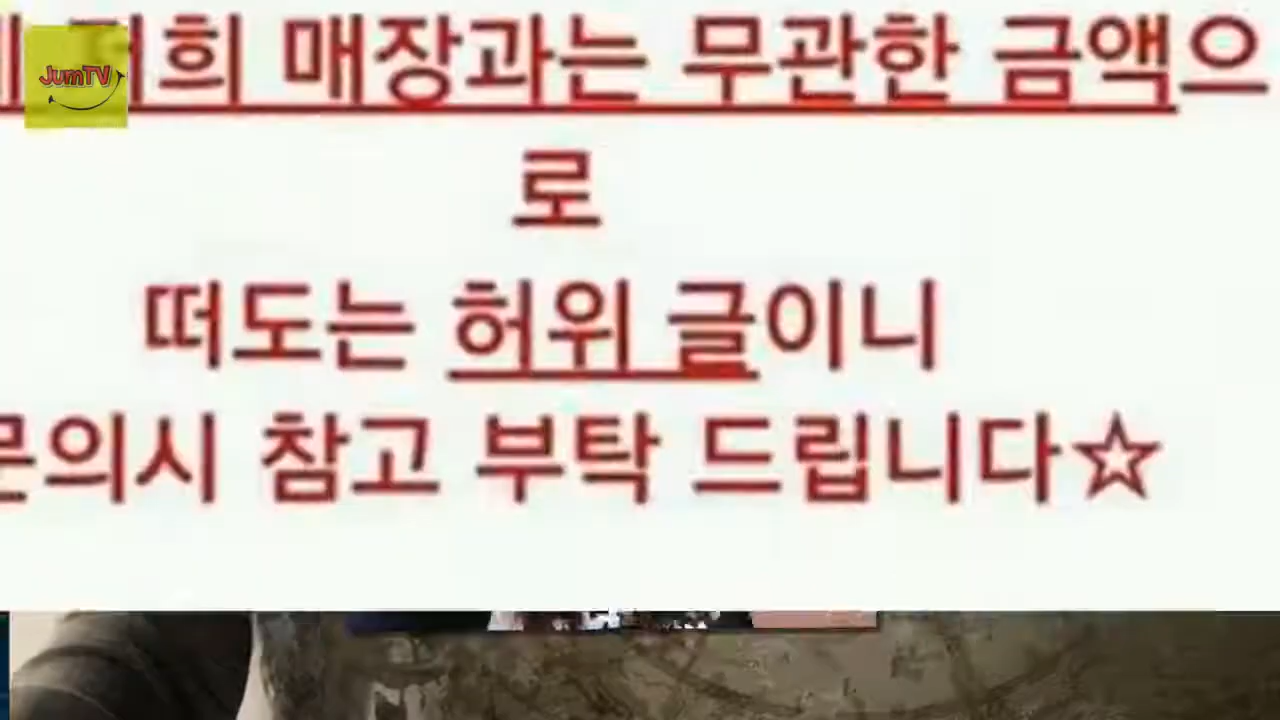 JumTV
희 매장과는 무관한 금액으
로
떠도는 허위 글이니
문의시 참고 부탁 드립니다☆